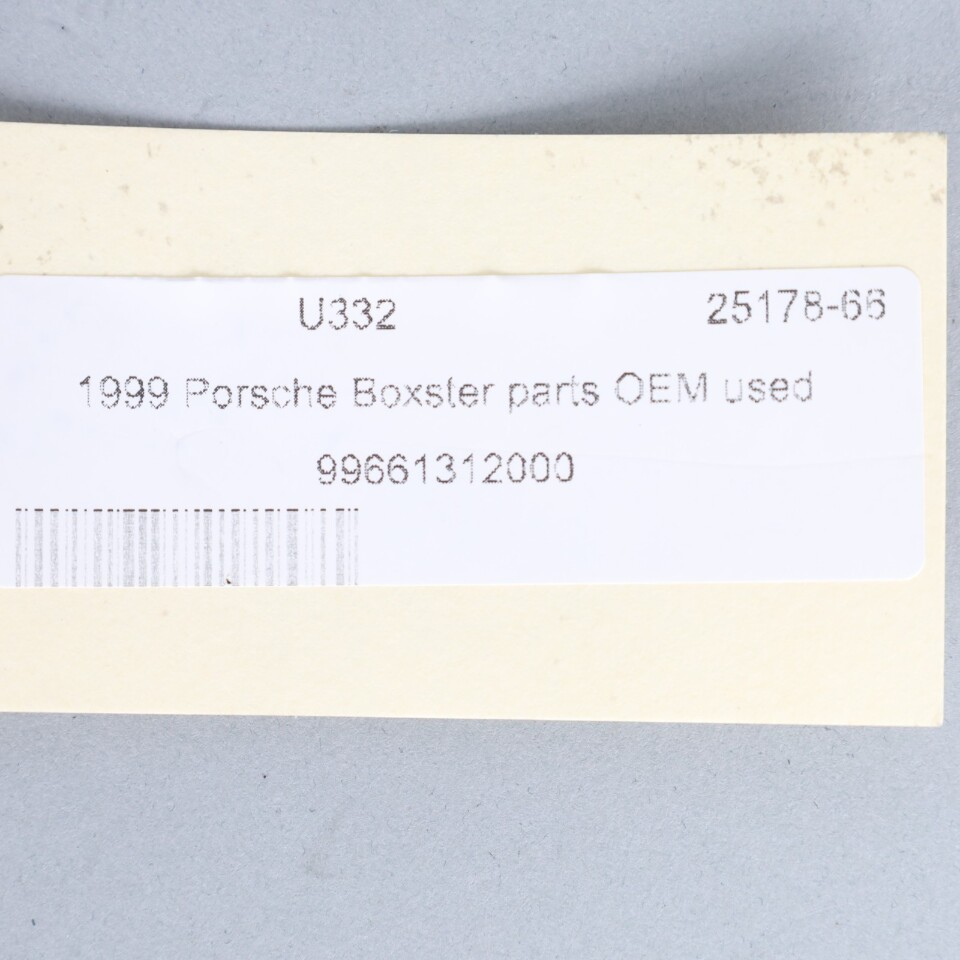 U332 25178-66
1999 Porsche Boxster parts OEM used
99661312000